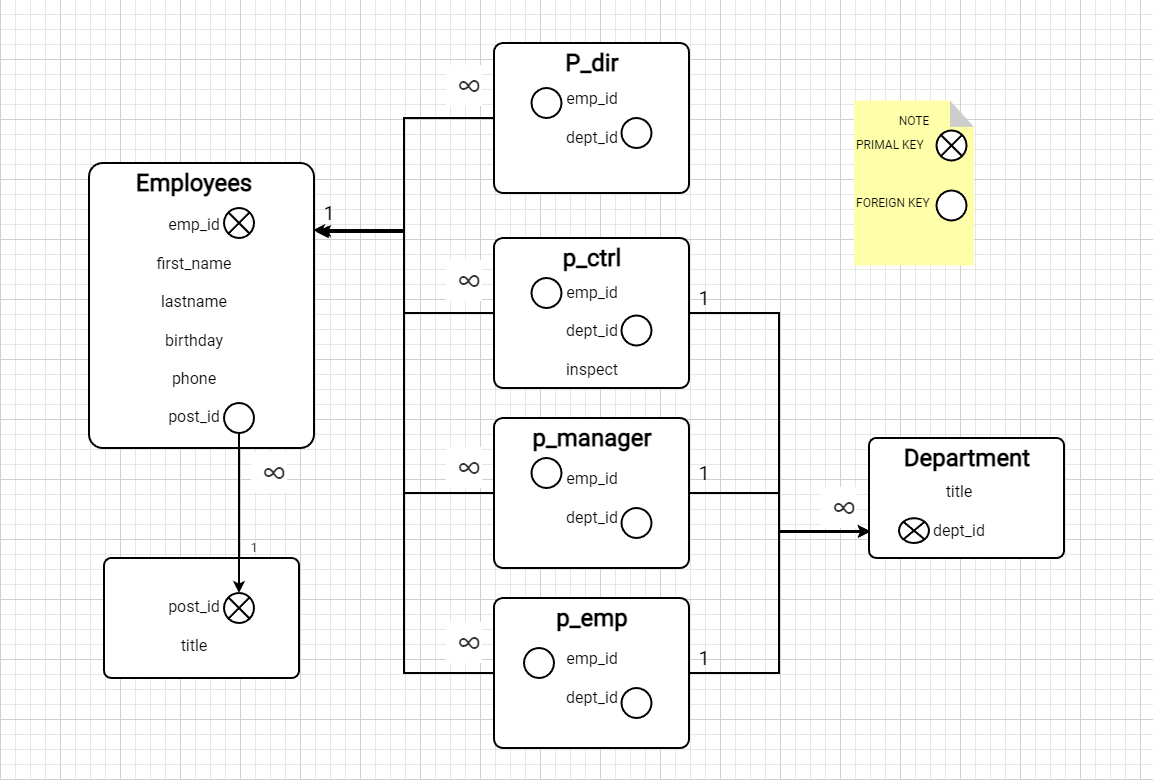 Employees
emp_id
first_name
lastname
birthday
phone
post_id
∞
1
post_id
title
1
∞
P_dir
emp_id
dept_id
∞
p_ctrl
emp_id
dept_id
inspect
1
∞
p_manager
emp_id
dept_id
1
∞
p_emp
emp_id
dept_id
1
∞
Department
title
dept_id
NOTE
PRIMAL KEY
FOREIGN KEY